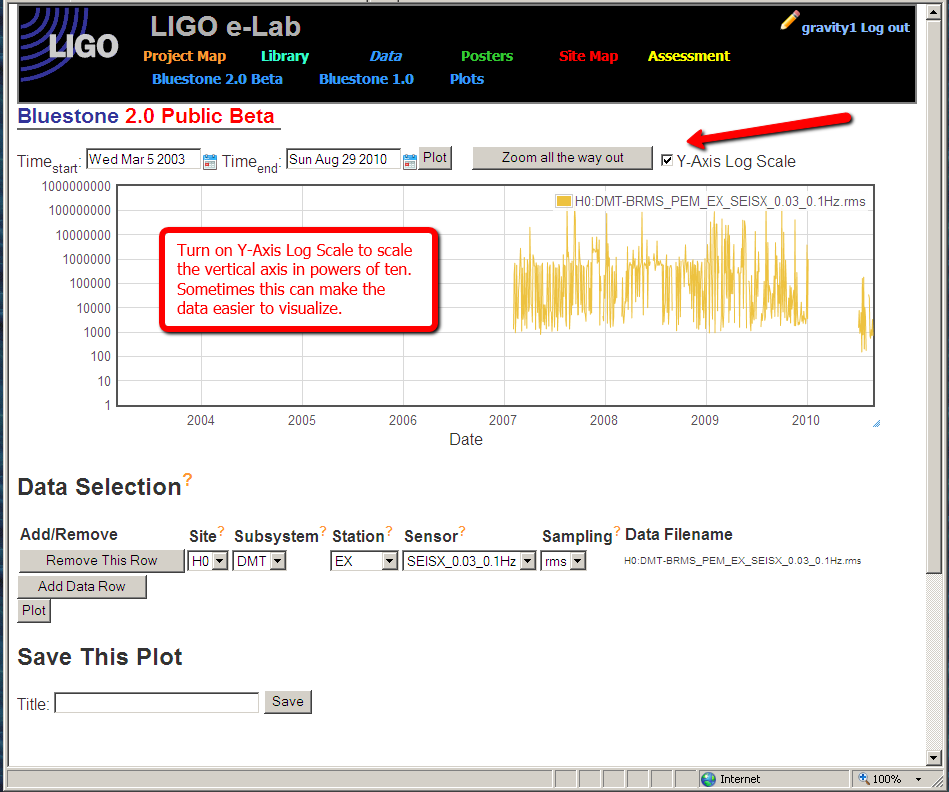 LIGO
LIGO e-Lab
gravity1 Log out
Project Map Library Data Posters Site Map Assessment
Bluestone 2.0 Beta Bluestone 1.0 Plots
Bluestone 2.0 Public Beta
Time start: Wed Mar 5 2003 Time end: Sun Aug 29 2010 Plot Zoom all the way out Y-Axis Log Scale
1000000000
100000000
10000000
1000000
100000
10000
1000
100
10
1
H0:DMT-BRMS_PEM_EX_SEISX_0.03_0.1Hz.rms
Turn on Y-Axis Log Scale to scale
the vertical axis in powers of ten.
Sometimes this can make the
data easier to visualize.
2004 2005 2006 2007 2008 2009 2010
Date
Data Selection?
Add/Remove Site? Subsystem? Station? Sensor? Sampling? Data Filename
Remove This Row H0 DMT EX SEISX_0.03_0.1Hz rms H0:DMT-BRMS_PEM_EX_SEISX_0.03_0.1Hz.rms
Add Data Row
Plot
Save This Plot
Title: Save
Internet 100%